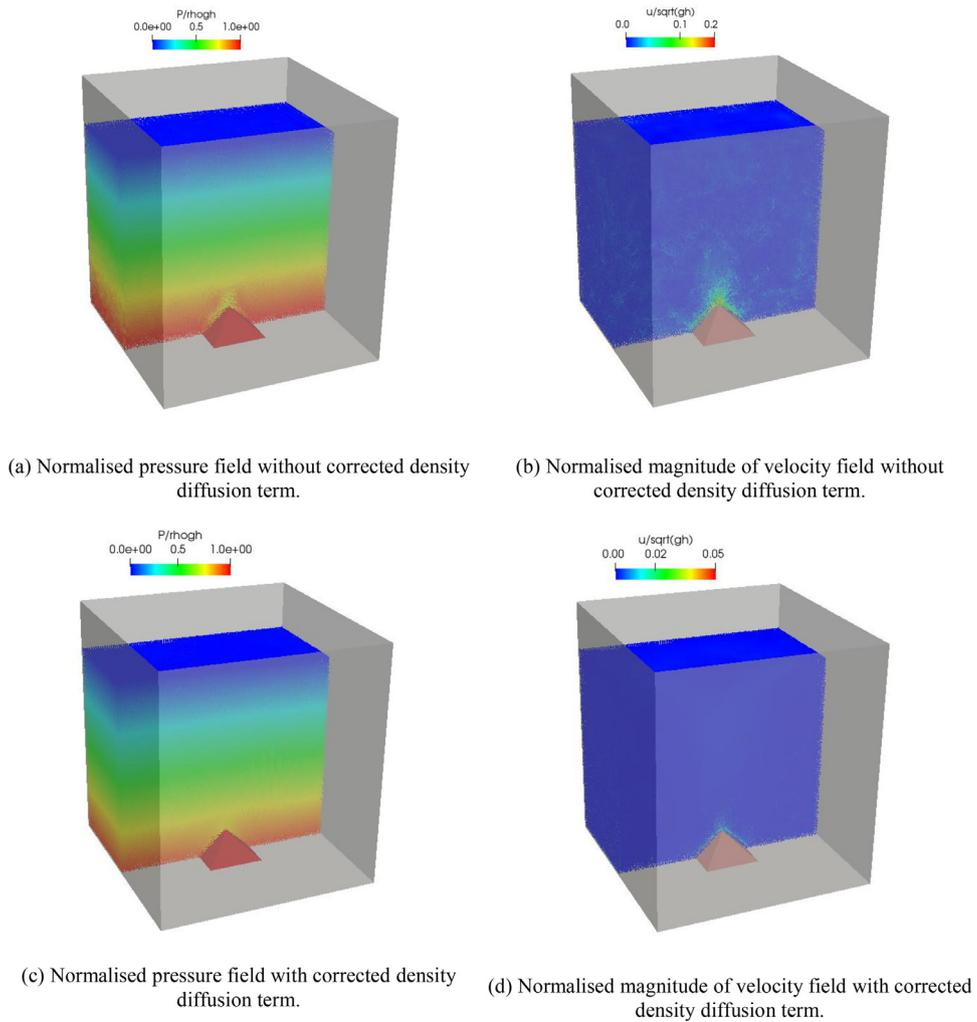 P/rhogh
0.0e+00 0.5 1.0e+00
u/sqrt(gh)
0.0 0.1 0.2
(a) Normalised pressure field without corrected density
diffusion term.
(b) Normalised magnitude of velocity field without
corrected density diffusion term.
P/rhogh
0.0e+00 0.5 1.0e+00
u/sqrt(gh)
0.00 0.02 0.05
(c) Normalised pressure field with corrected density
diffusion term.
(d) Normalised magnitude of velocity field with corrected
density diffusion term.